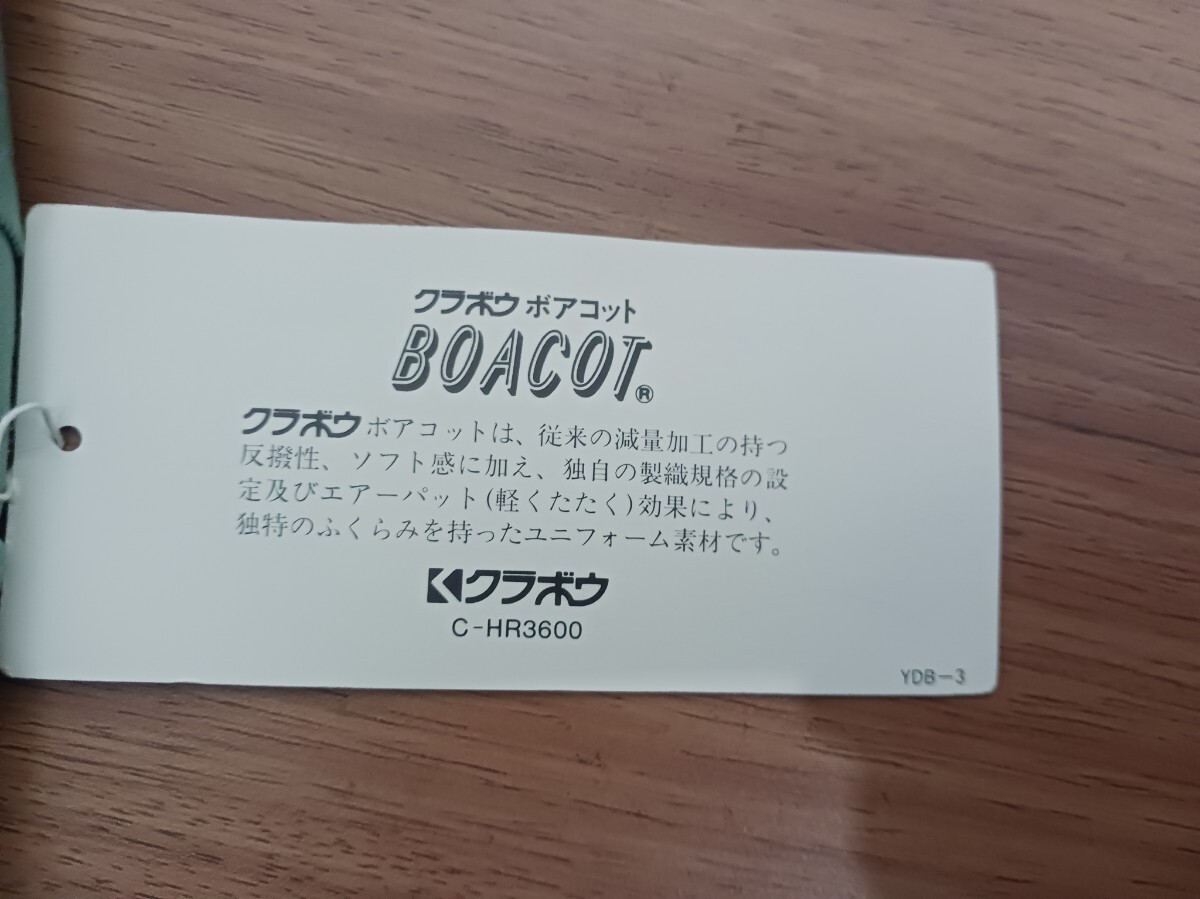 クラボウ ボアコット
BOACOT®
クラボウ ボアコットは、従来の減量加工の持つ
反撥性、ソフト感に加え、独自の製織規格の設
定及びエアーパット(軽くたたく)効果により、
独特のふくらみを持ったユニフォーム素材です。
クラボウ
C-HR3600
YDB-3